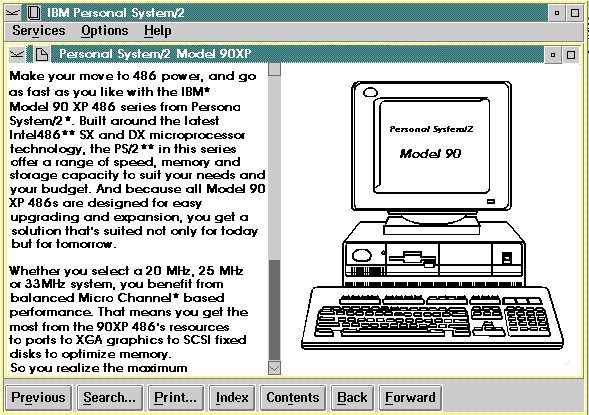 IBM Personal System/2
Services Options Help
Personal System/2 Model 90XP
Make your move to 486 power, and go
as fast as you like with the IBM*
Model 90 XP 486 series from Persona
System/2*. Built around the latest
Intel486** SX and DX microprocessor
technology, the PS/2** in this series
offer a range of speed, memory and
storage capacity to suit your needs and
your budget. And because all Model 90
XP 486s are designed for easy
upgrading and expansion, you get a
solution that's suited not only for today
but for tomorrow.
Whether you select a 20 MHz, 25 MHz
or 33MHz system, you benefit from
balanced Micro Channel* based
performance. That means you get the
most from the 90XP 486's resources
to ports to XGA graphics to SCSI fixed
disks to optimize memory.
So you realize the maximum
Personal System/2
Model 90
Previous Search... Print... Index Contents Back Forward